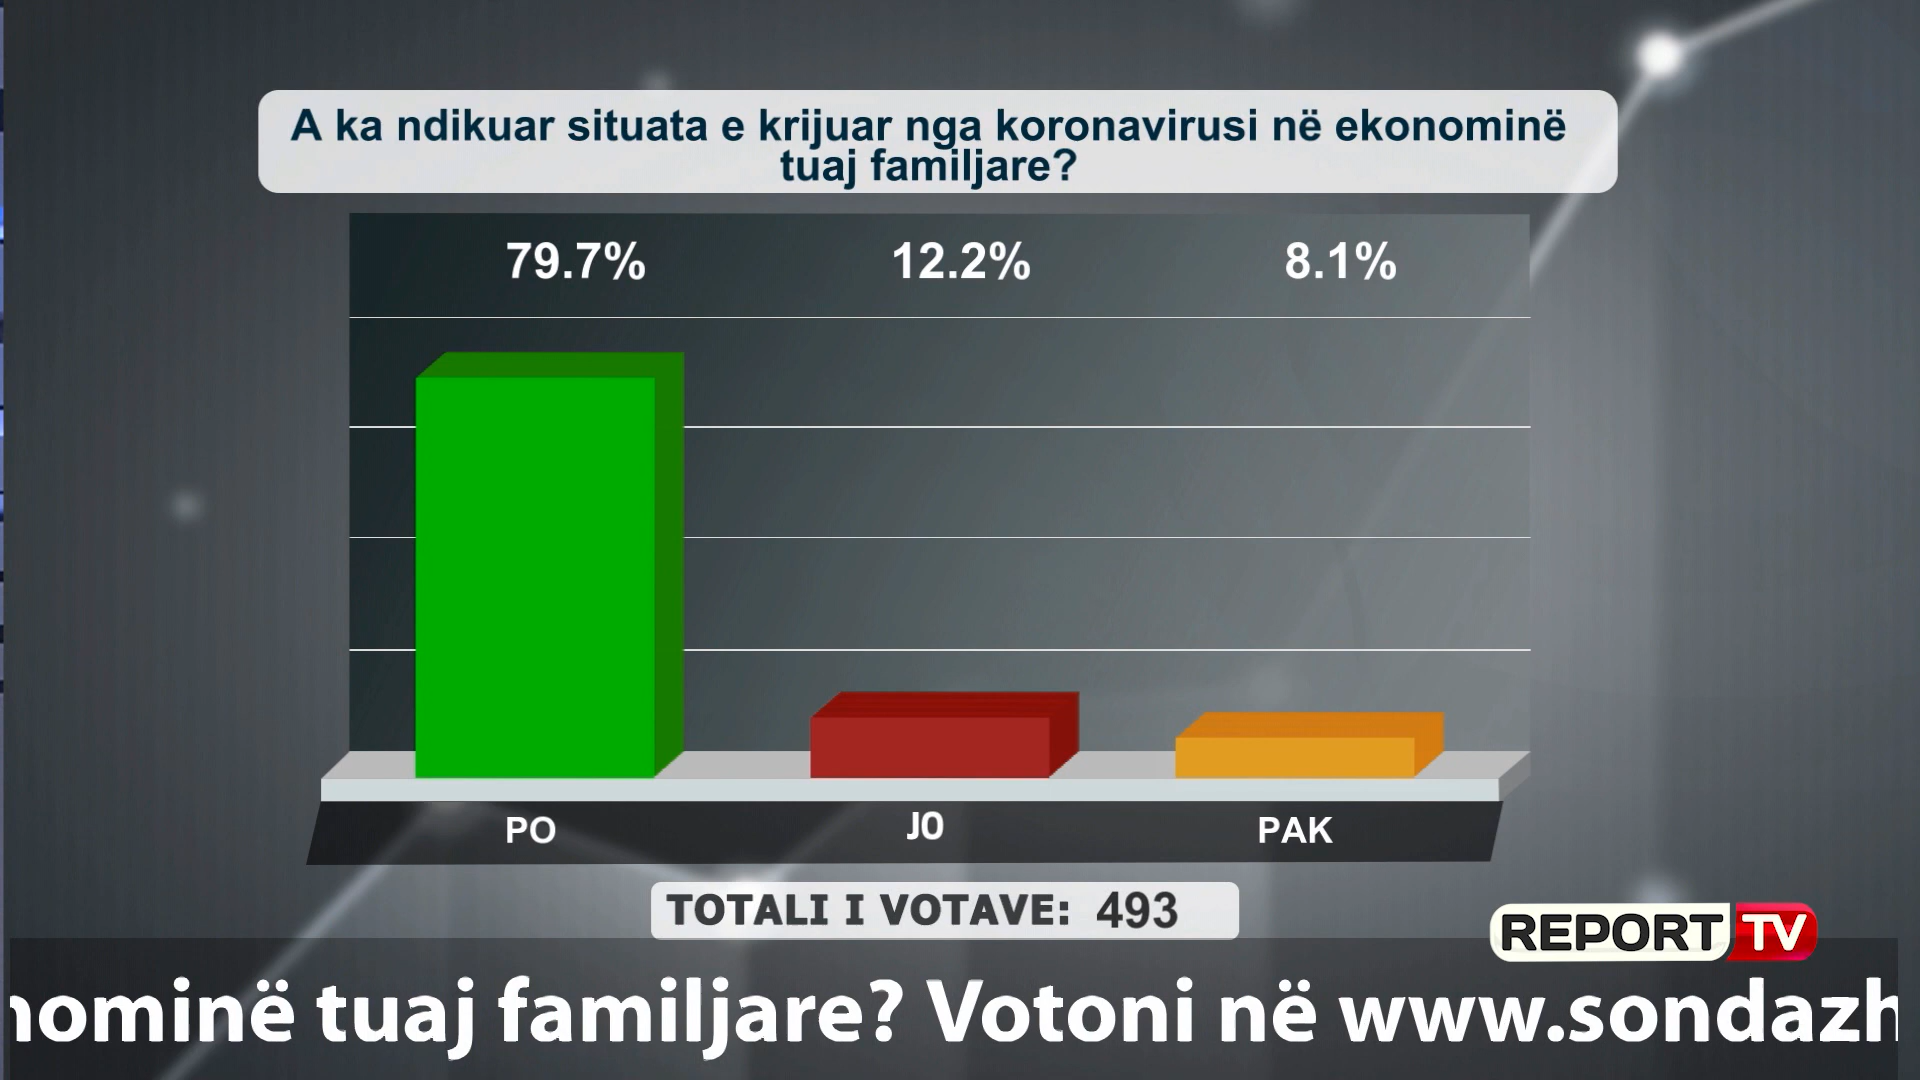 A ka ndikuar situata e krijuar nga koronavirusi në ekonominë
tuaj familjare?
79.7% 12.2% 8.1%
PO JO PAK
TOTALI I VOTAVE: 493
REPORT TV
nominë tuaj familjare? Votoni në www.sondazh